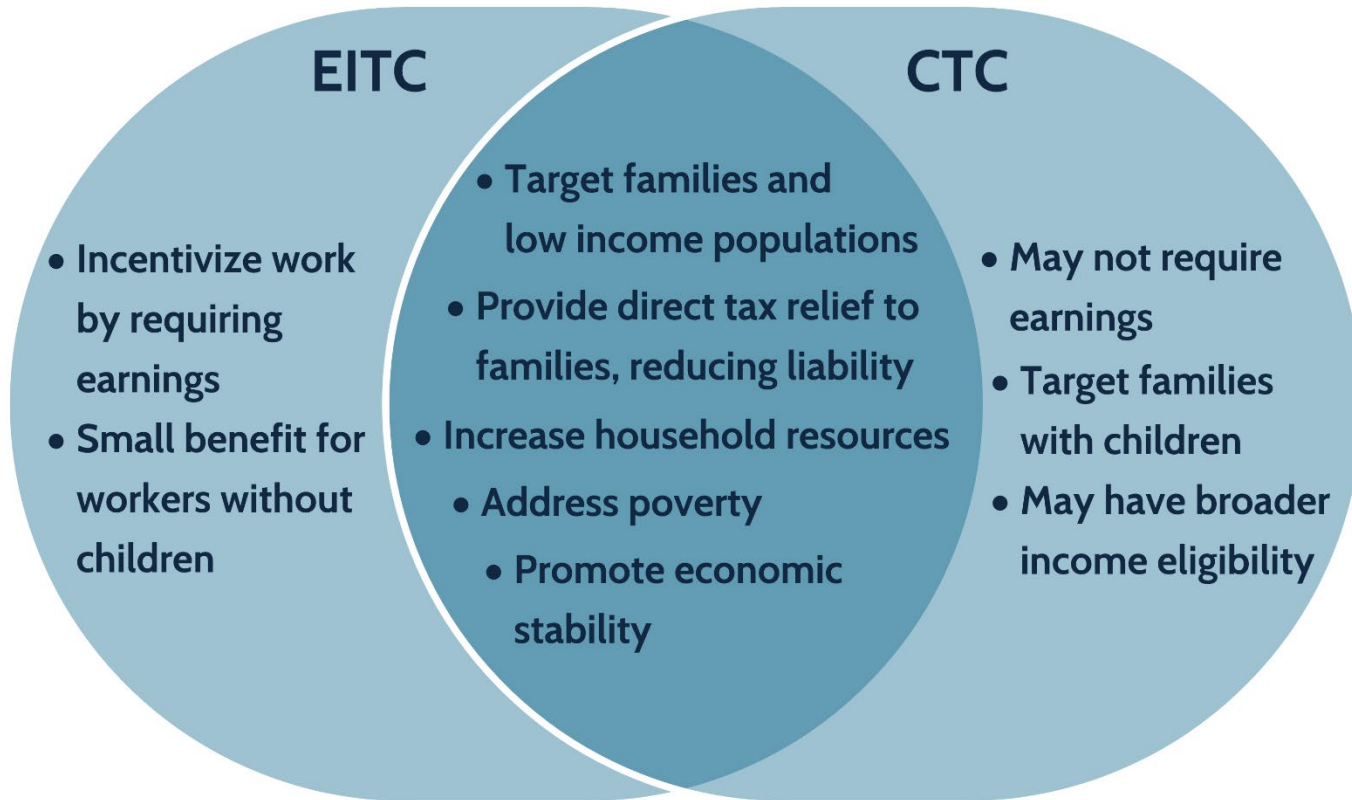 EITC
• Incentivize work
by requiring
earnings
• Small benefit for
workers without
children
• Target families and
low income populations
• Provide direct tax relief to
families, reducing liability
• Increase household resources
• Address poverty
• Promote economic
stability
CTC
• May not require
earnings
• Target families
with children
• May have broader
income eligibility